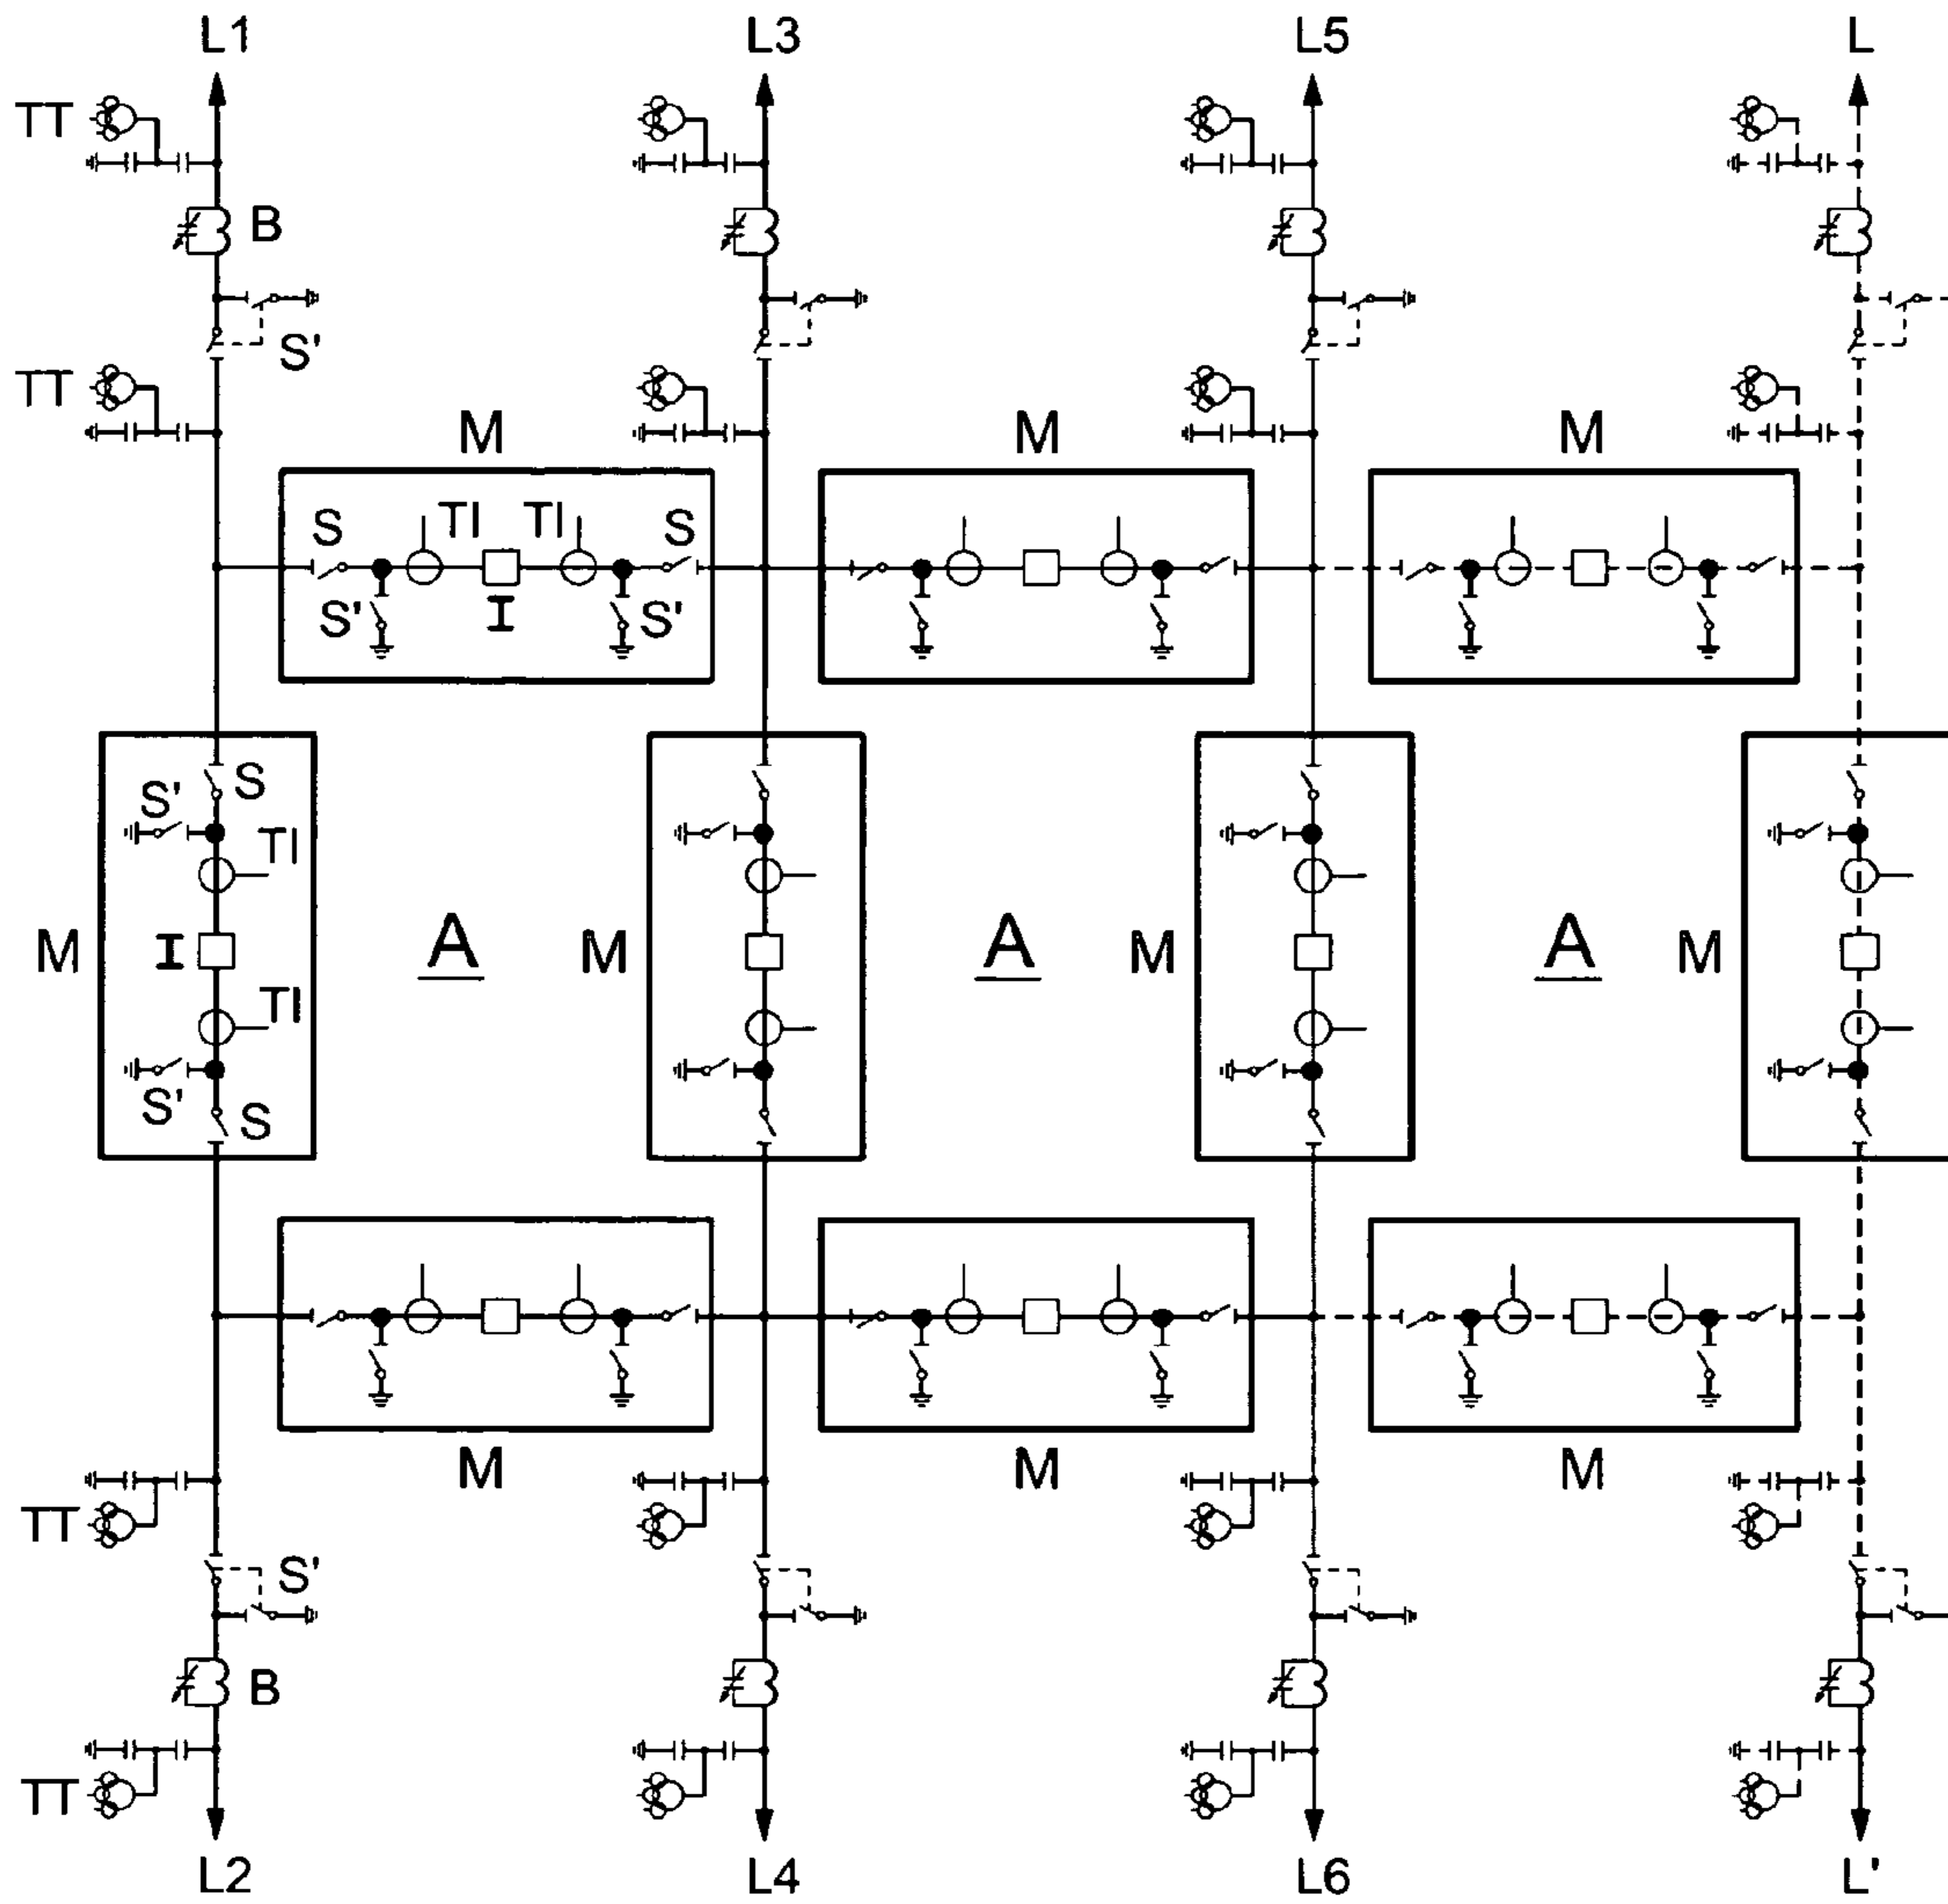 L1 L3 L5 L
TT
B
S'
TT
M M M
S TI TI S
S' I S'
S
S'
TI
M I A M A M A M
TI
S'
S
M M M
TT
S'
B
TT
L2 L4 L6 L'